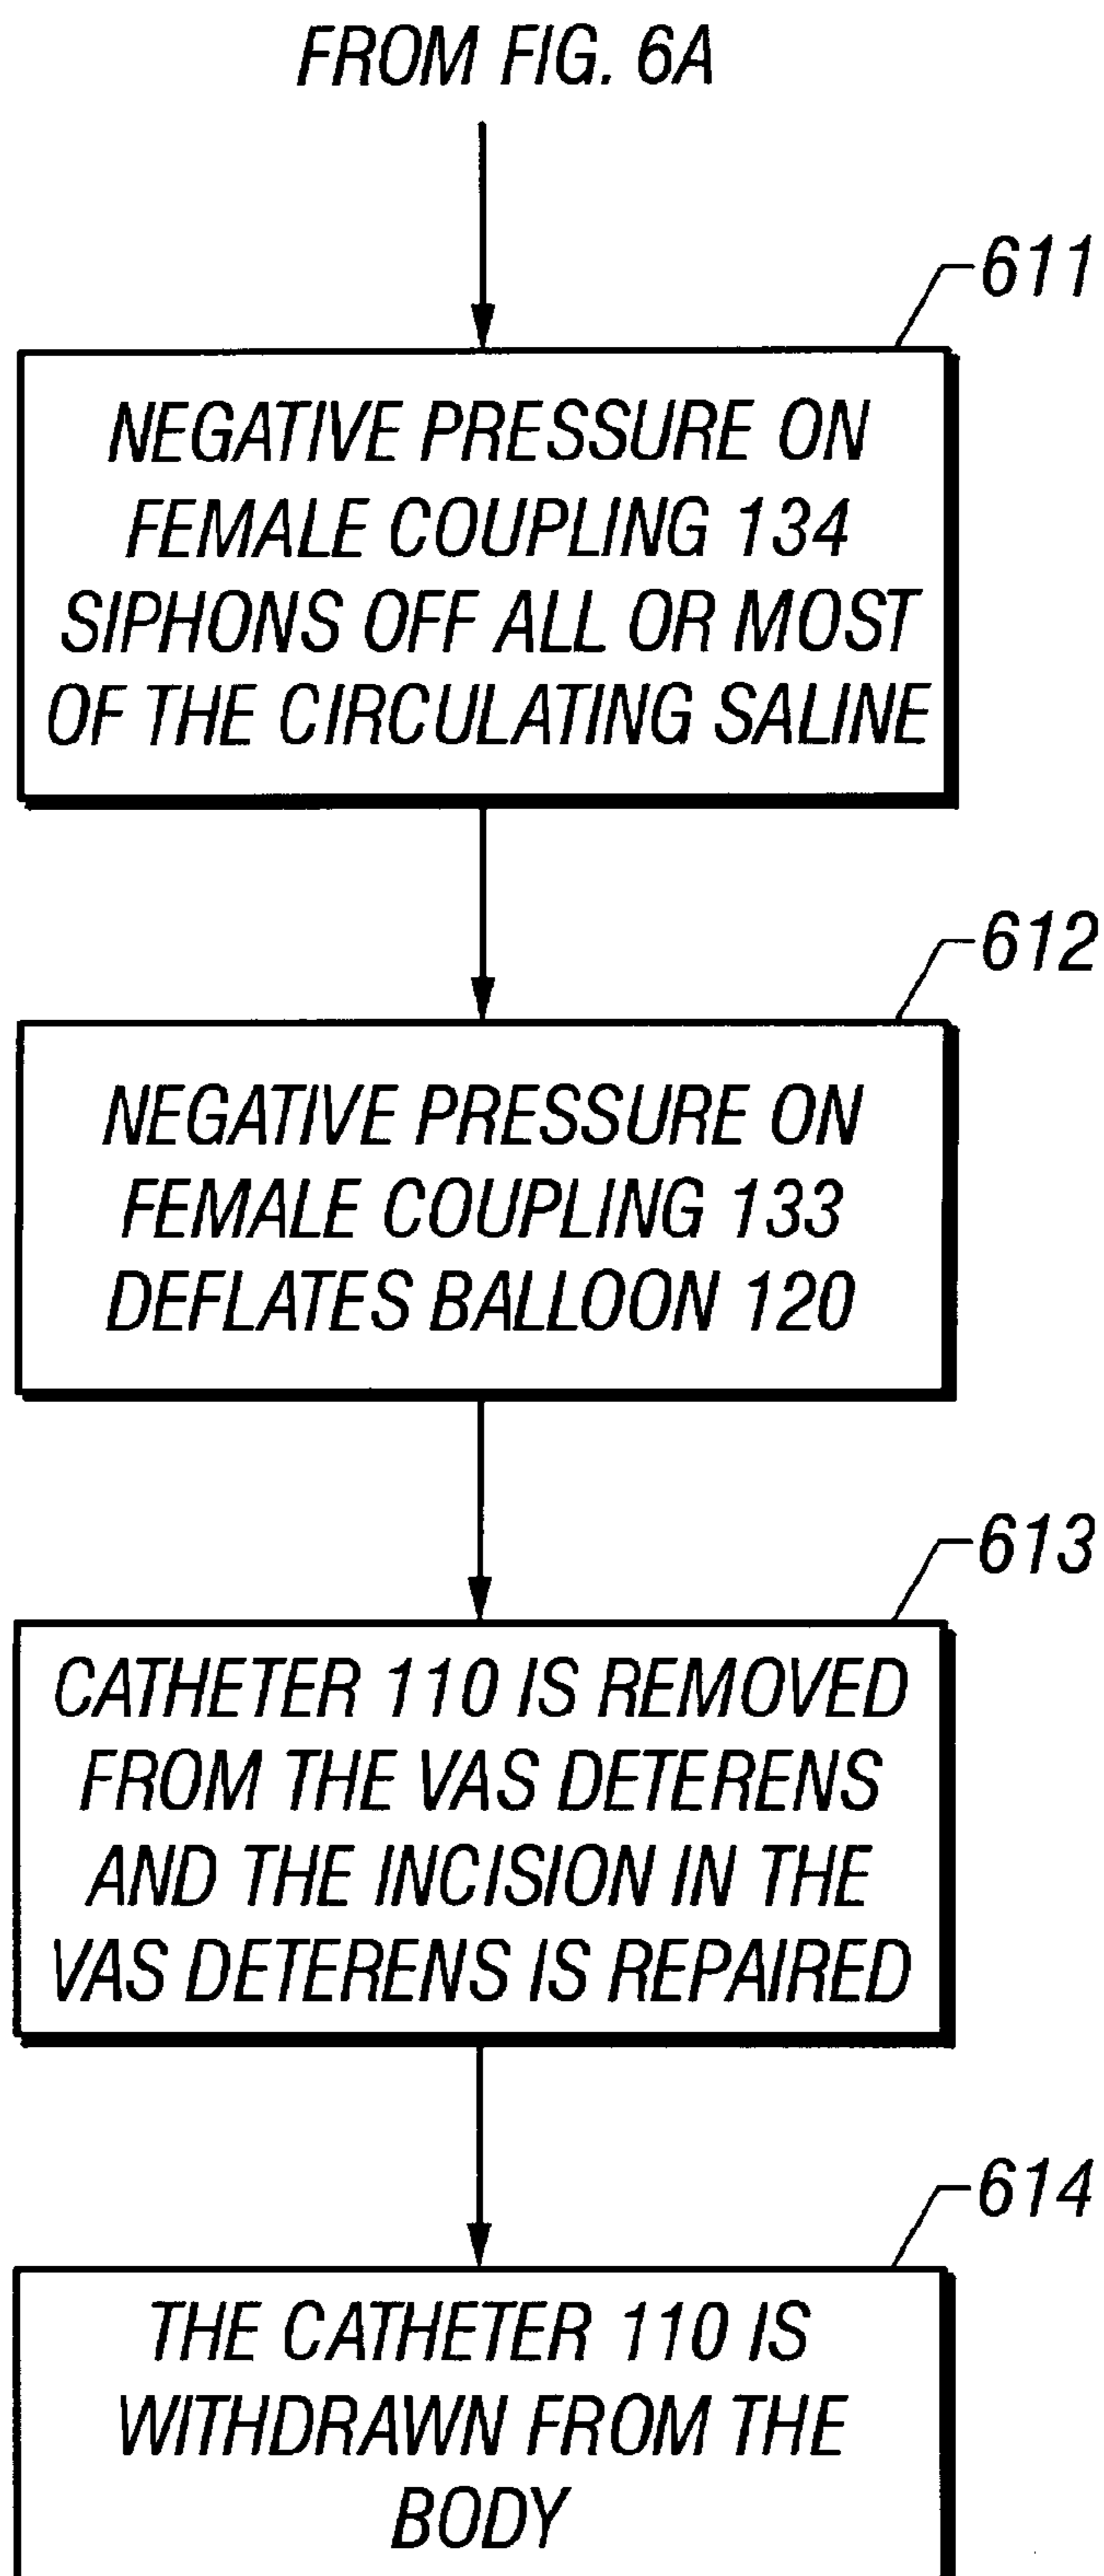 FROM FIG. 6A
611
NEGATIVE PRESSURE ON
FEMALE COUPLING 134
SIPHONS OFF ALL OR MOST
OF THE CIRCULATING SALINE
612
NEGATIVE PRESSURE ON
FEMALE COUPLING 133
DEFLATES BALLOON 120
613
CATHETER 110 IS REMOVED
FROM THE VAS DETERENS
AND THE INCISION IN THE
VAS DETERENS IS REPAIRED
614
THE CATHETER 110 IS
WITHDRAWN FROM THE
BODY